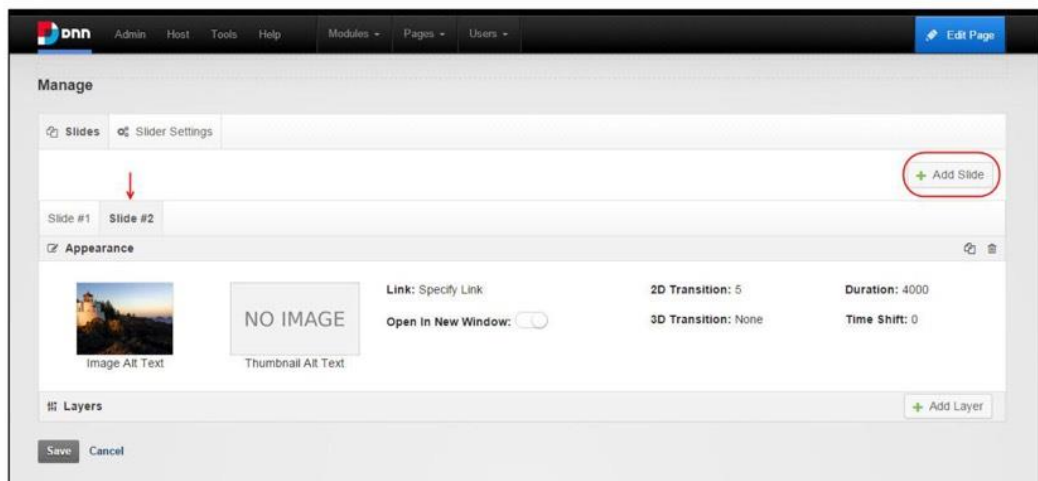 DNN Admin Host Tools Help Modules Pages Users Edit Page
Manage
Slides Slider Settings
Add Slide
Slide #1 Slide #2
Appearance
Link: Specify Link 2D Transition: 5 Duration: 4000
NO IMAGE
Open In New Window: 3D Transition: None Time Shift: 0
Image Alt Text Thumbnail Alt Text
Layers Add Layer
Save Cancel